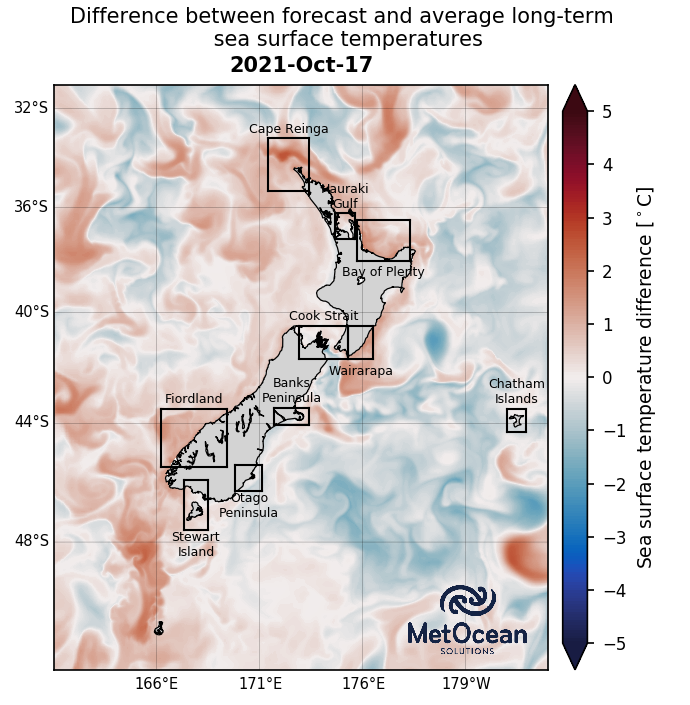 Difference between forecast and average long-term
sea surface temperatures
2021-Oct-17
32°S
36°S
40°S
44°S
48°S
Cape Reinga
Hauraki
Gulf
Bay of Plenty
Cook Strait
Wairarapa
Banks
Peninsula
Fiordland
Chatham
Islands
Otago
Peninsula
Stewart
Island
MetOcean
SOLUTIONS
166°E
171°E
176°E
179°W
5
4
3
2
1
0
−1
−2
−3
−4
−5
Sea surface temperature difference [°C]